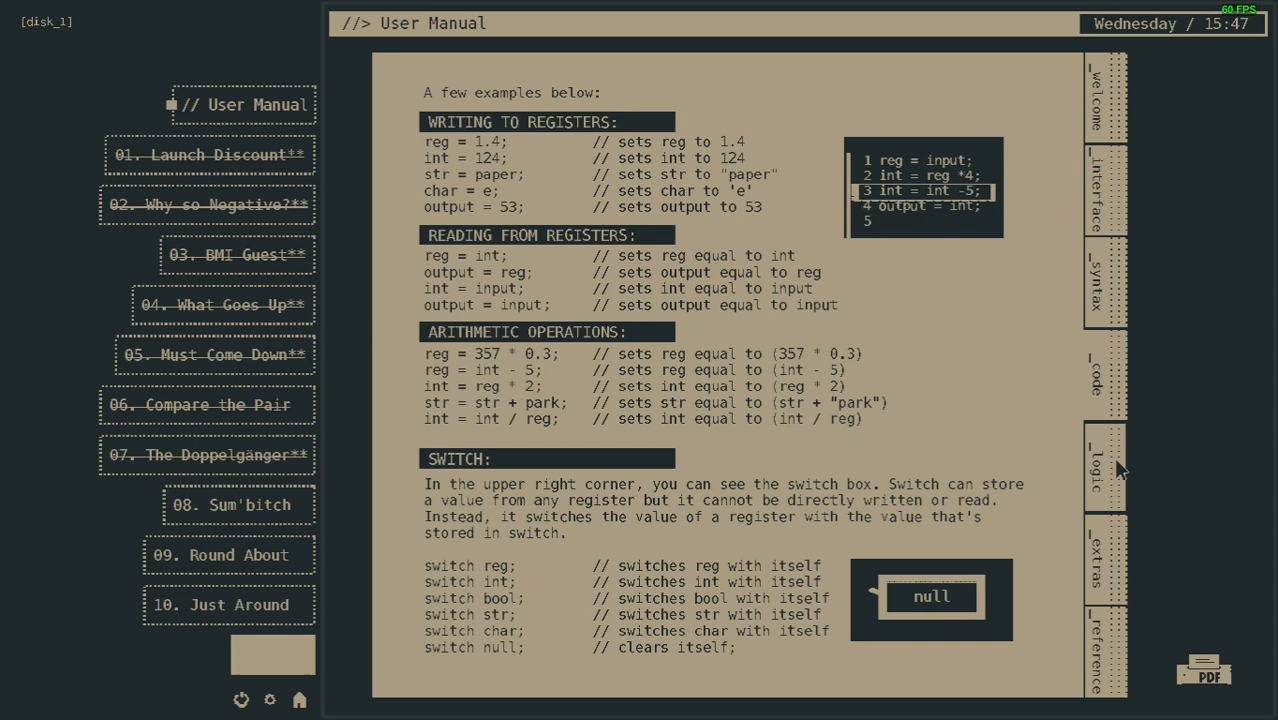 [disk_1]
//> User Manual
60 FPS
Wednesday / 15:47
// User Manual
01. Launch Discount**
02. Why so Negative?**
03. BMI Guest**
04. What Goes Up**
05. Must Come Down**
06. Compare the Pair
07. The Doppelgänger**
08. Sum'bitch
09. Round About
10. Just Around
A few examples below:
WRITING TO REGISTERS:
reg = 1.4; // sets reg to 1.4
int = 124; // sets int to 124
str = paper; // sets str to "paper"
char = e; // sets char to 'e'
output = 53; // sets output to 53
1 reg = input;
2 int = reg *4;
3 int = int -5;
4 output = int;
5
READING FROM REGISTERS:
reg = int; // sets reg equal to int
output = reg; // sets output equal to reg
int = input; // sets int equal to input
output = input; // sets output equal to input
ARITHMETIC OPERATIONS:
reg = 357 * 0.3; // sets reg equal to (357 * 0.3)
reg = int - 5; // sets reg equal to (int - 5)
int = reg * 2; // sets int equal to (reg * 2)
str = str + park; // sets str equal to (str + "park")
int = int / reg; // sets int equal to (int / reg)
SWITCH:
In the upper right corner, you can see the switch box. Switch can store
a value from any register but it cannot be directly written or read.
Instead, it switches the value of a register with the value that's
stored in switch.
switch reg; // switches reg with itself
switch int; // switches int with itself
switch bool; // switches bool with itself
switch str; // switches str with itself
switch char; // switches char with itself
switch null; // clears itself;
null
_welcome
_interface
_syntax
_code
_logic
_extras
_reference
PDF